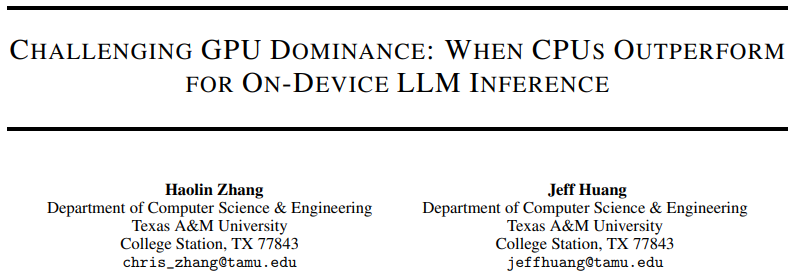 CHALLENGING GPU DOMINANCE: WHEN CPUS OUTPERFORM
FOR ON-DEVICE LLM INFERENCE
Haolin Zhang
Department of Computer Science & Engineering
Texas A&M University
College Station, TX 77843
chris_zhang@tamu.edu
Jeff Huang
Department of Computer Science & Engineering
Texas A&M University
College Station, TX 77843
jeffhuang@tamu.edu